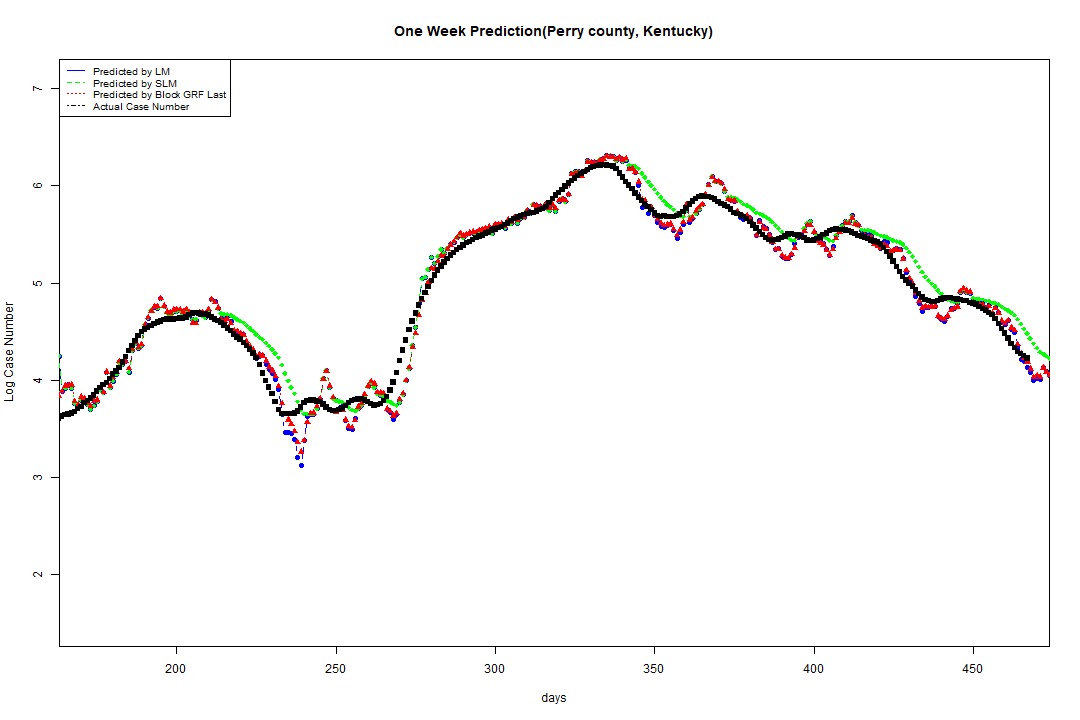 One Week Prediction(Perry county, Kentucky)
Predicted by LM
Predicted by SLM
Predicted by Block GRF Last
Actual Case Number
7
6
5
4
3
2
Log Case Number
200 250 300 350 400 450
days